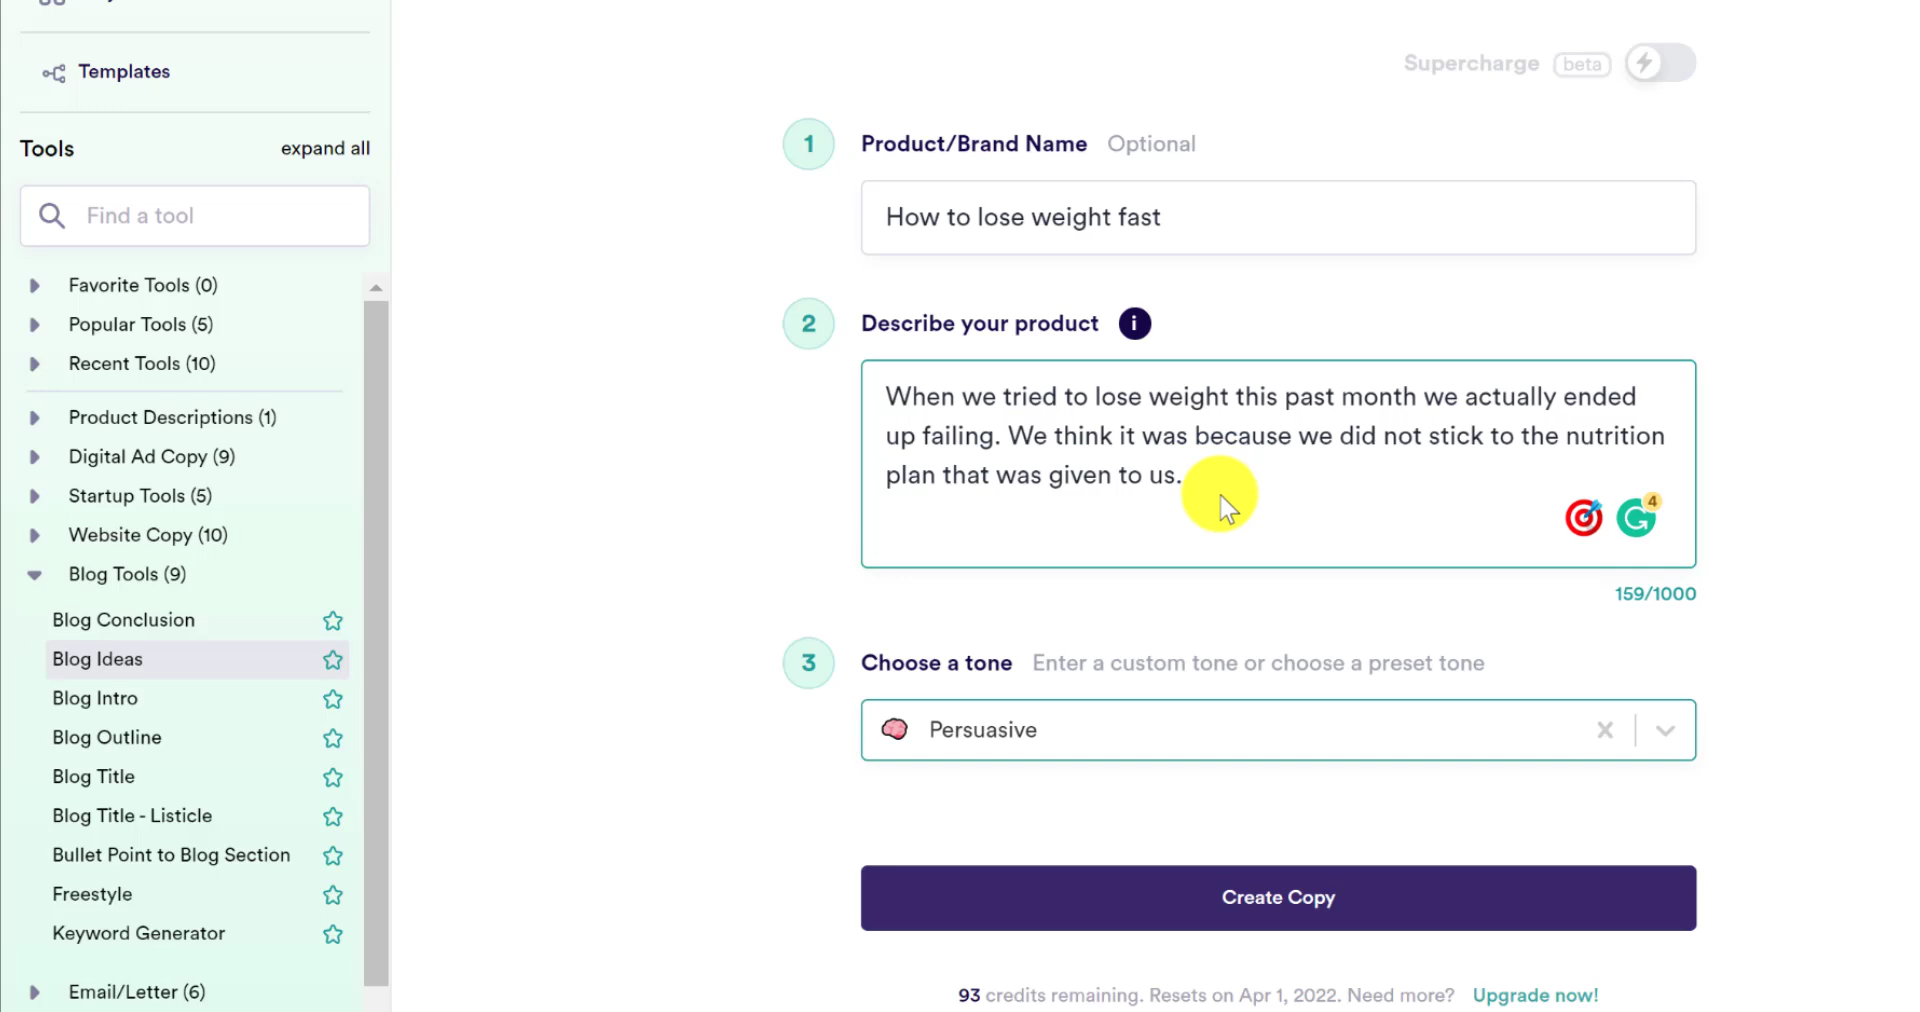 Templates
Tools
expand all
Find a tool
Favorite Tools (0)
Popular Tools (5)
Recent Tools (10)
Product Descriptions (1)
Digital Ad Copy (9)
Startup Tools (5)
Website Copy (10)
Blog Tools (9)
Blog Conclusion
Blog Ideas
Blog Intro
Blog Outline
Blog Title
Blog Title - Listicle
Bullet Point to Blog Section
Freestyle
Keyword Generator
Email/Letter (6)
Supercharge beta
1 Product/Brand Name Optional
How to lose weight fast
2 Describe your product i
When we tried to lose weight this past month we actually ended
up failing. We think it was because we did not stick to the nutrition
plan that was given to us.
4
159/1000
3 Choose a tone Enter a custom tone or choose a preset tone
Persuasive
Create Copy
93 credits remaining. Resets on Apr 1, 2022. Need more? Upgrade now!